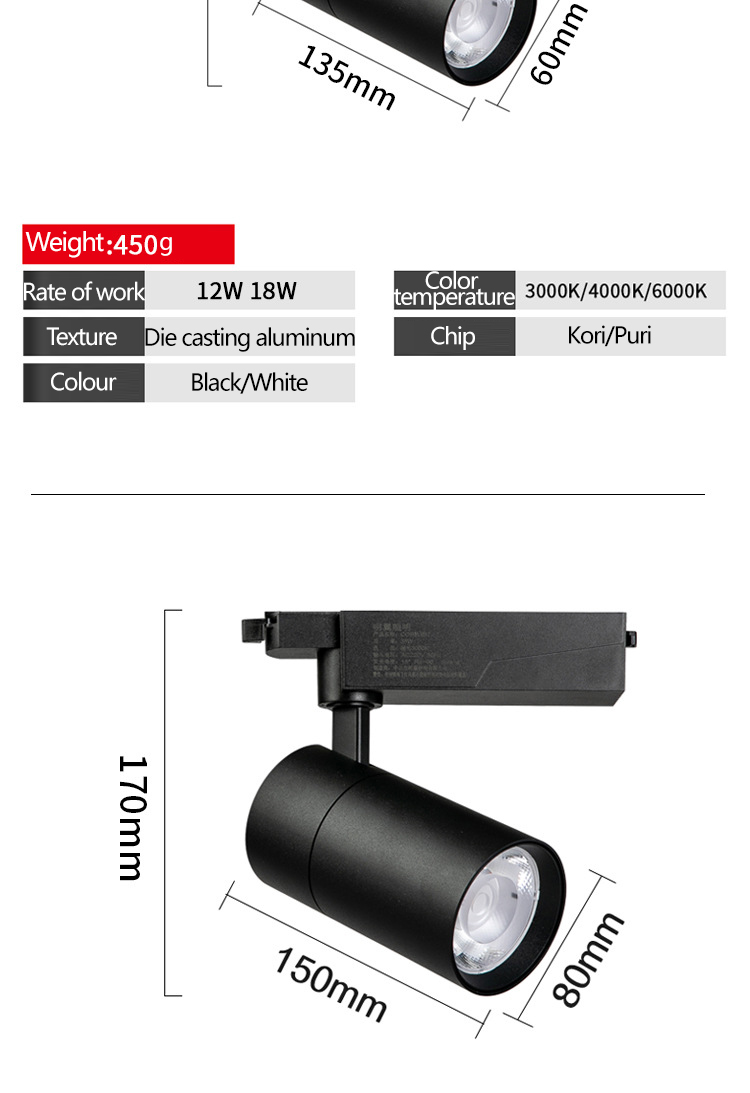 135mm
60mm
Weight:450g
Rate of work 12W 18W
Color temperature 3000K/4000K/6000K
Texture Die casting aluminum
Chip Kori/Puri
Colour Black/White
170mm
150mm
80mm